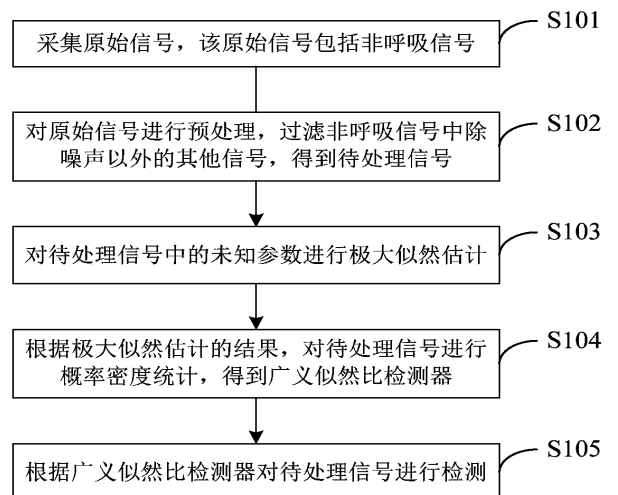 S101
采集原始信号，该原始信号包括非呼吸信号
S102
对原始信号进行预处理，过滤非呼吸信号中除
噪声以外的其他信号，得到待处理信号
S103
对待处理信号中的未知参数进行极大似然估计
S104
根据极大似然估计的结果，对待处理信号进行
概率密度统计，得到广义似然比检测器
S105
根据广义似然比检测器对待处理信号进行检测